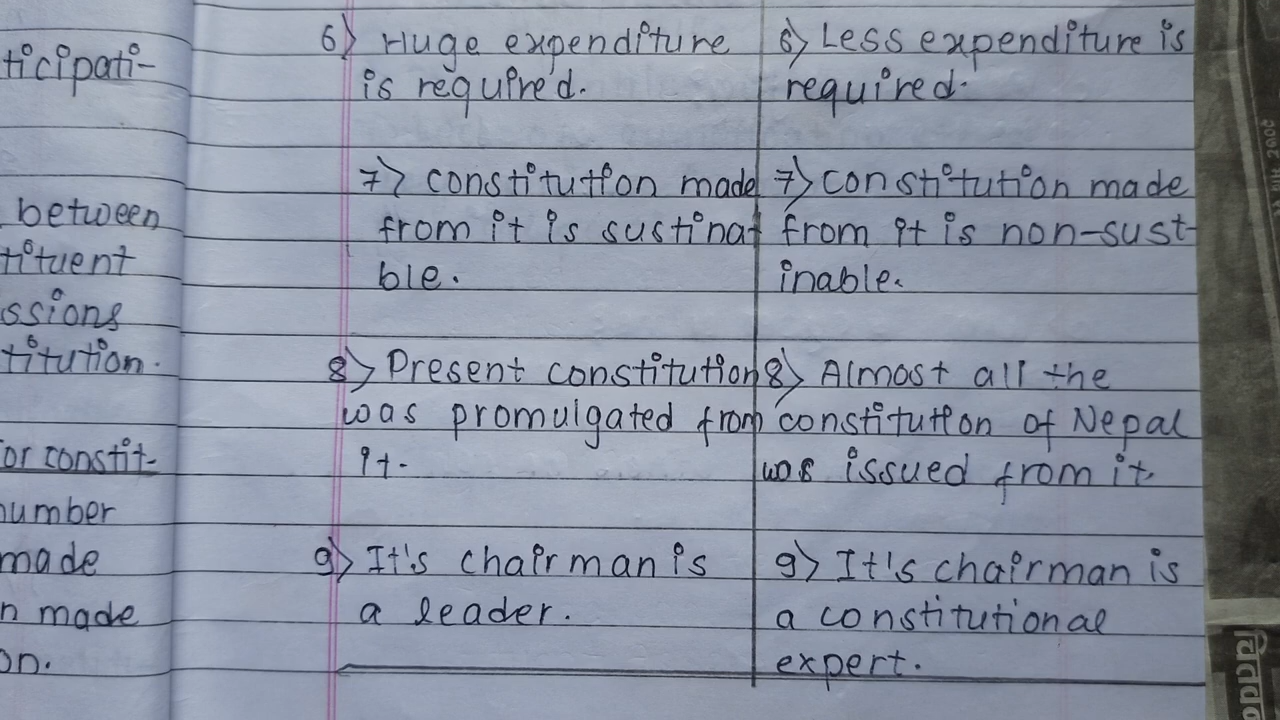 ticipati-
between
tituent
ssions
titution.
or constit-
umber
made
n made
on.
6) Huge expenditure
is required.
7) constitution made
from it is sustina-
ble.
8) Present constitution
was promulgated from
it.
9) It's chairman is
a leader.
6) Less expenditure is
required.
7) constitution made
from it is non-sust-
inable.
8) Almost all the
constitution of Nepal
was issued from it.
9) It's chairman is
a constitutional
expert.